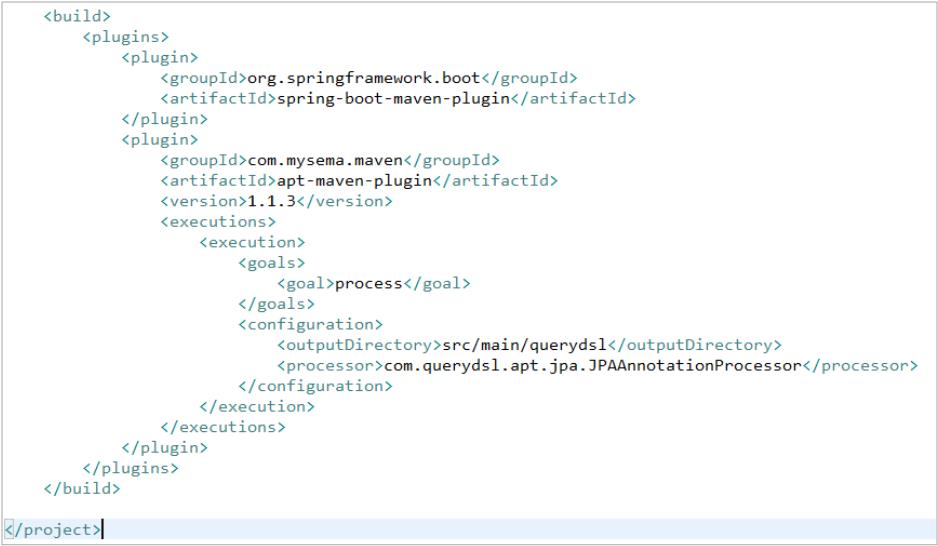 <build>
<plugins>
<plugin>
<groupId>org.springframework.boot</groupId>
<artifactId>spring-boot-maven-plugin</artifactId>
</plugin>
<plugin>
<groupId>com.mysema.maven</groupId>
<artifactId>apt-maven-plugin</artifactId>
<version>1.1.3</version>
<executions>
<execution>
<goals>
<goal>process</goal>
</goals>
<configuration>
<outputDirectory>src/main/querydsl</outputDirectory>
<processor>com.querydsl.apt.jpa.JPAAnnotationProcessor</processor>
</configuration>
</execution>
</executions>
</plugin>
</plugins>
</build>
</project>